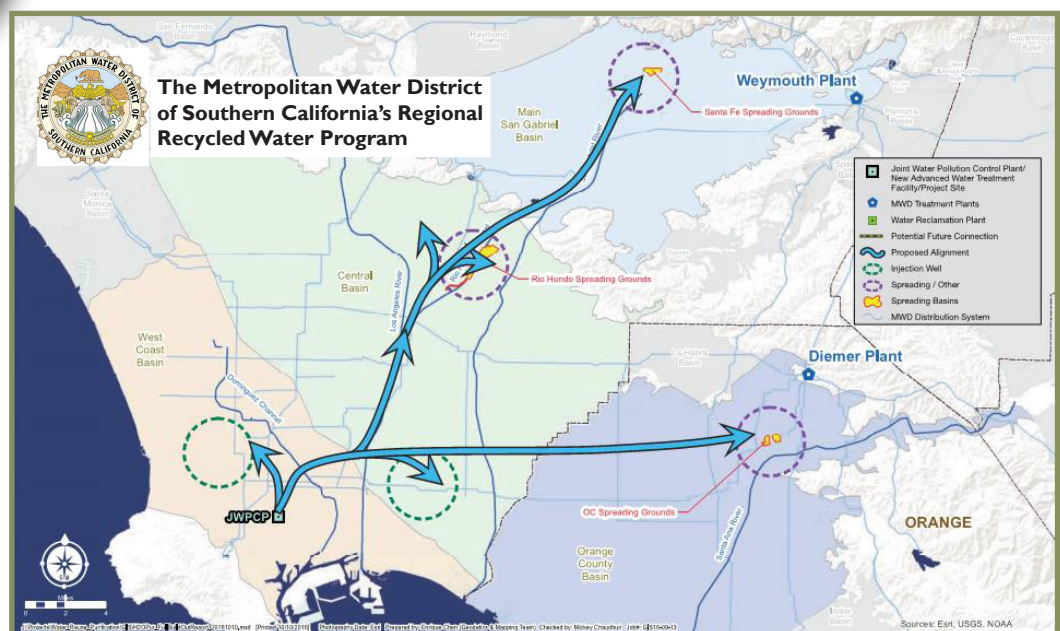 THE METROPOLITAN WATER DISTRICT OF SOUTHERN CALIFORNIA
The Metropolitan Water District
of Southern California's Regional
Recycled Water Program
San Fernando
Basin
Raymond
Basin
Main
San Gabriel
Basin
Weymouth Plant
Santa Fe Spreading Grounds
Santa
Monica
Basin
Central
Basin
Los Angeles River
Rio Hondo Spreading Grounds
West
Coast
Basin
Dominguez Channel
La Habra
Basin
Diemer Plant
JWPCP
OC Spreading Grounds
Santa Ana River
ORANGE
Orange
County
Basin
Joint Water Pollution Control Plant/
New Advanced Water Treatment
Facility/Project Site
MWD Treatment Plants
Water Reclamation Plant
Potential Future Connection
Proposed Alignment
Injection Well
Spreading / Other
Spreading Basins
MWD Distribution System
Miles
0 2 4
Sources: Esri, USGS, NOAA